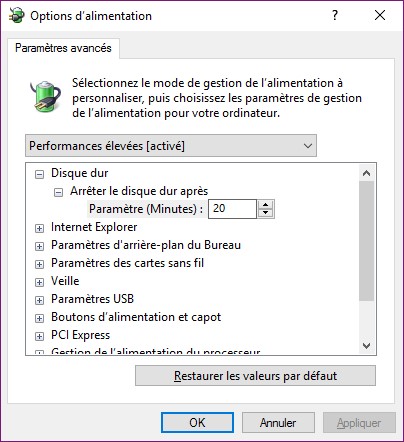 Options d'alimentation
Paramètres avancés
Sélectionnez le mode de gestion de l'alimentation à
personnaliser, puis choisissez les paramètres de gestion
de l'alimentation pour votre ordinateur.
Performances élevées [activé]
Disque dur
Arrêter le disque dur après
Paramètre (Minutes) : 20
Internet Explorer
Paramètres d'arrière-plan du Bureau
Paramètres des cartes sans fil
Veille
Paramètres USB
Boutons d'alimentation et capot
PCI Express
Gestion de l'alimentation du processeur
Restaurer les valeurs par défaut
OK Annuler Appliquer